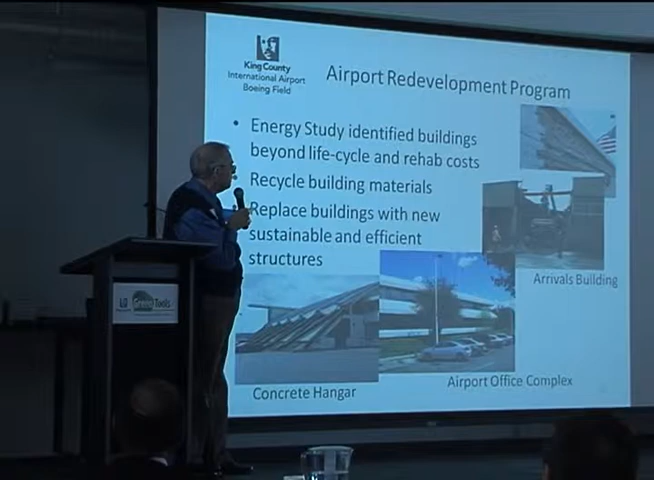 King County
International Airport
Boeing Field
Airport Redevelopment Program
• Energy Study identified buildings
beyond life-cycle and rehab costs
Recycle building materials
Replace buildings with new
sustainable and efficient
structures
Arrivals Building
Concrete Hangar
Airport Office Complex
GreenTools